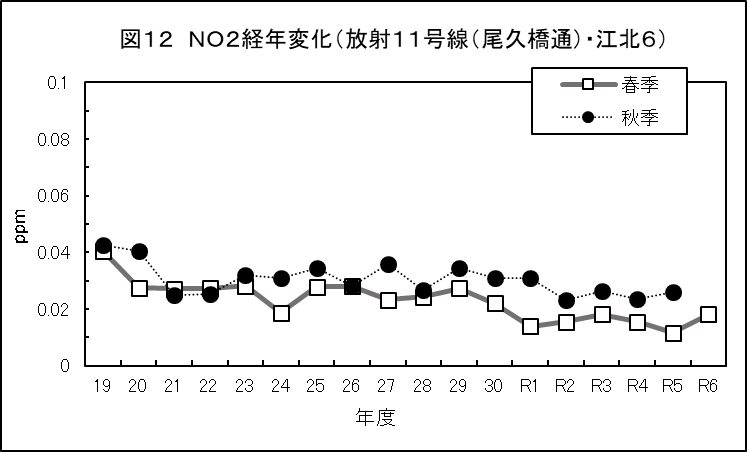 図１２　ＮＯ２経年変化（放射１１号線（尾久橋通）・江北６）
春季
秋季
0.1
0.08
0.06
0.04
0.02
0
ppm
19 20 21 22 23 24 25 26 27 28 29 30 R1 R2 R3 R4 R5 R6
年度